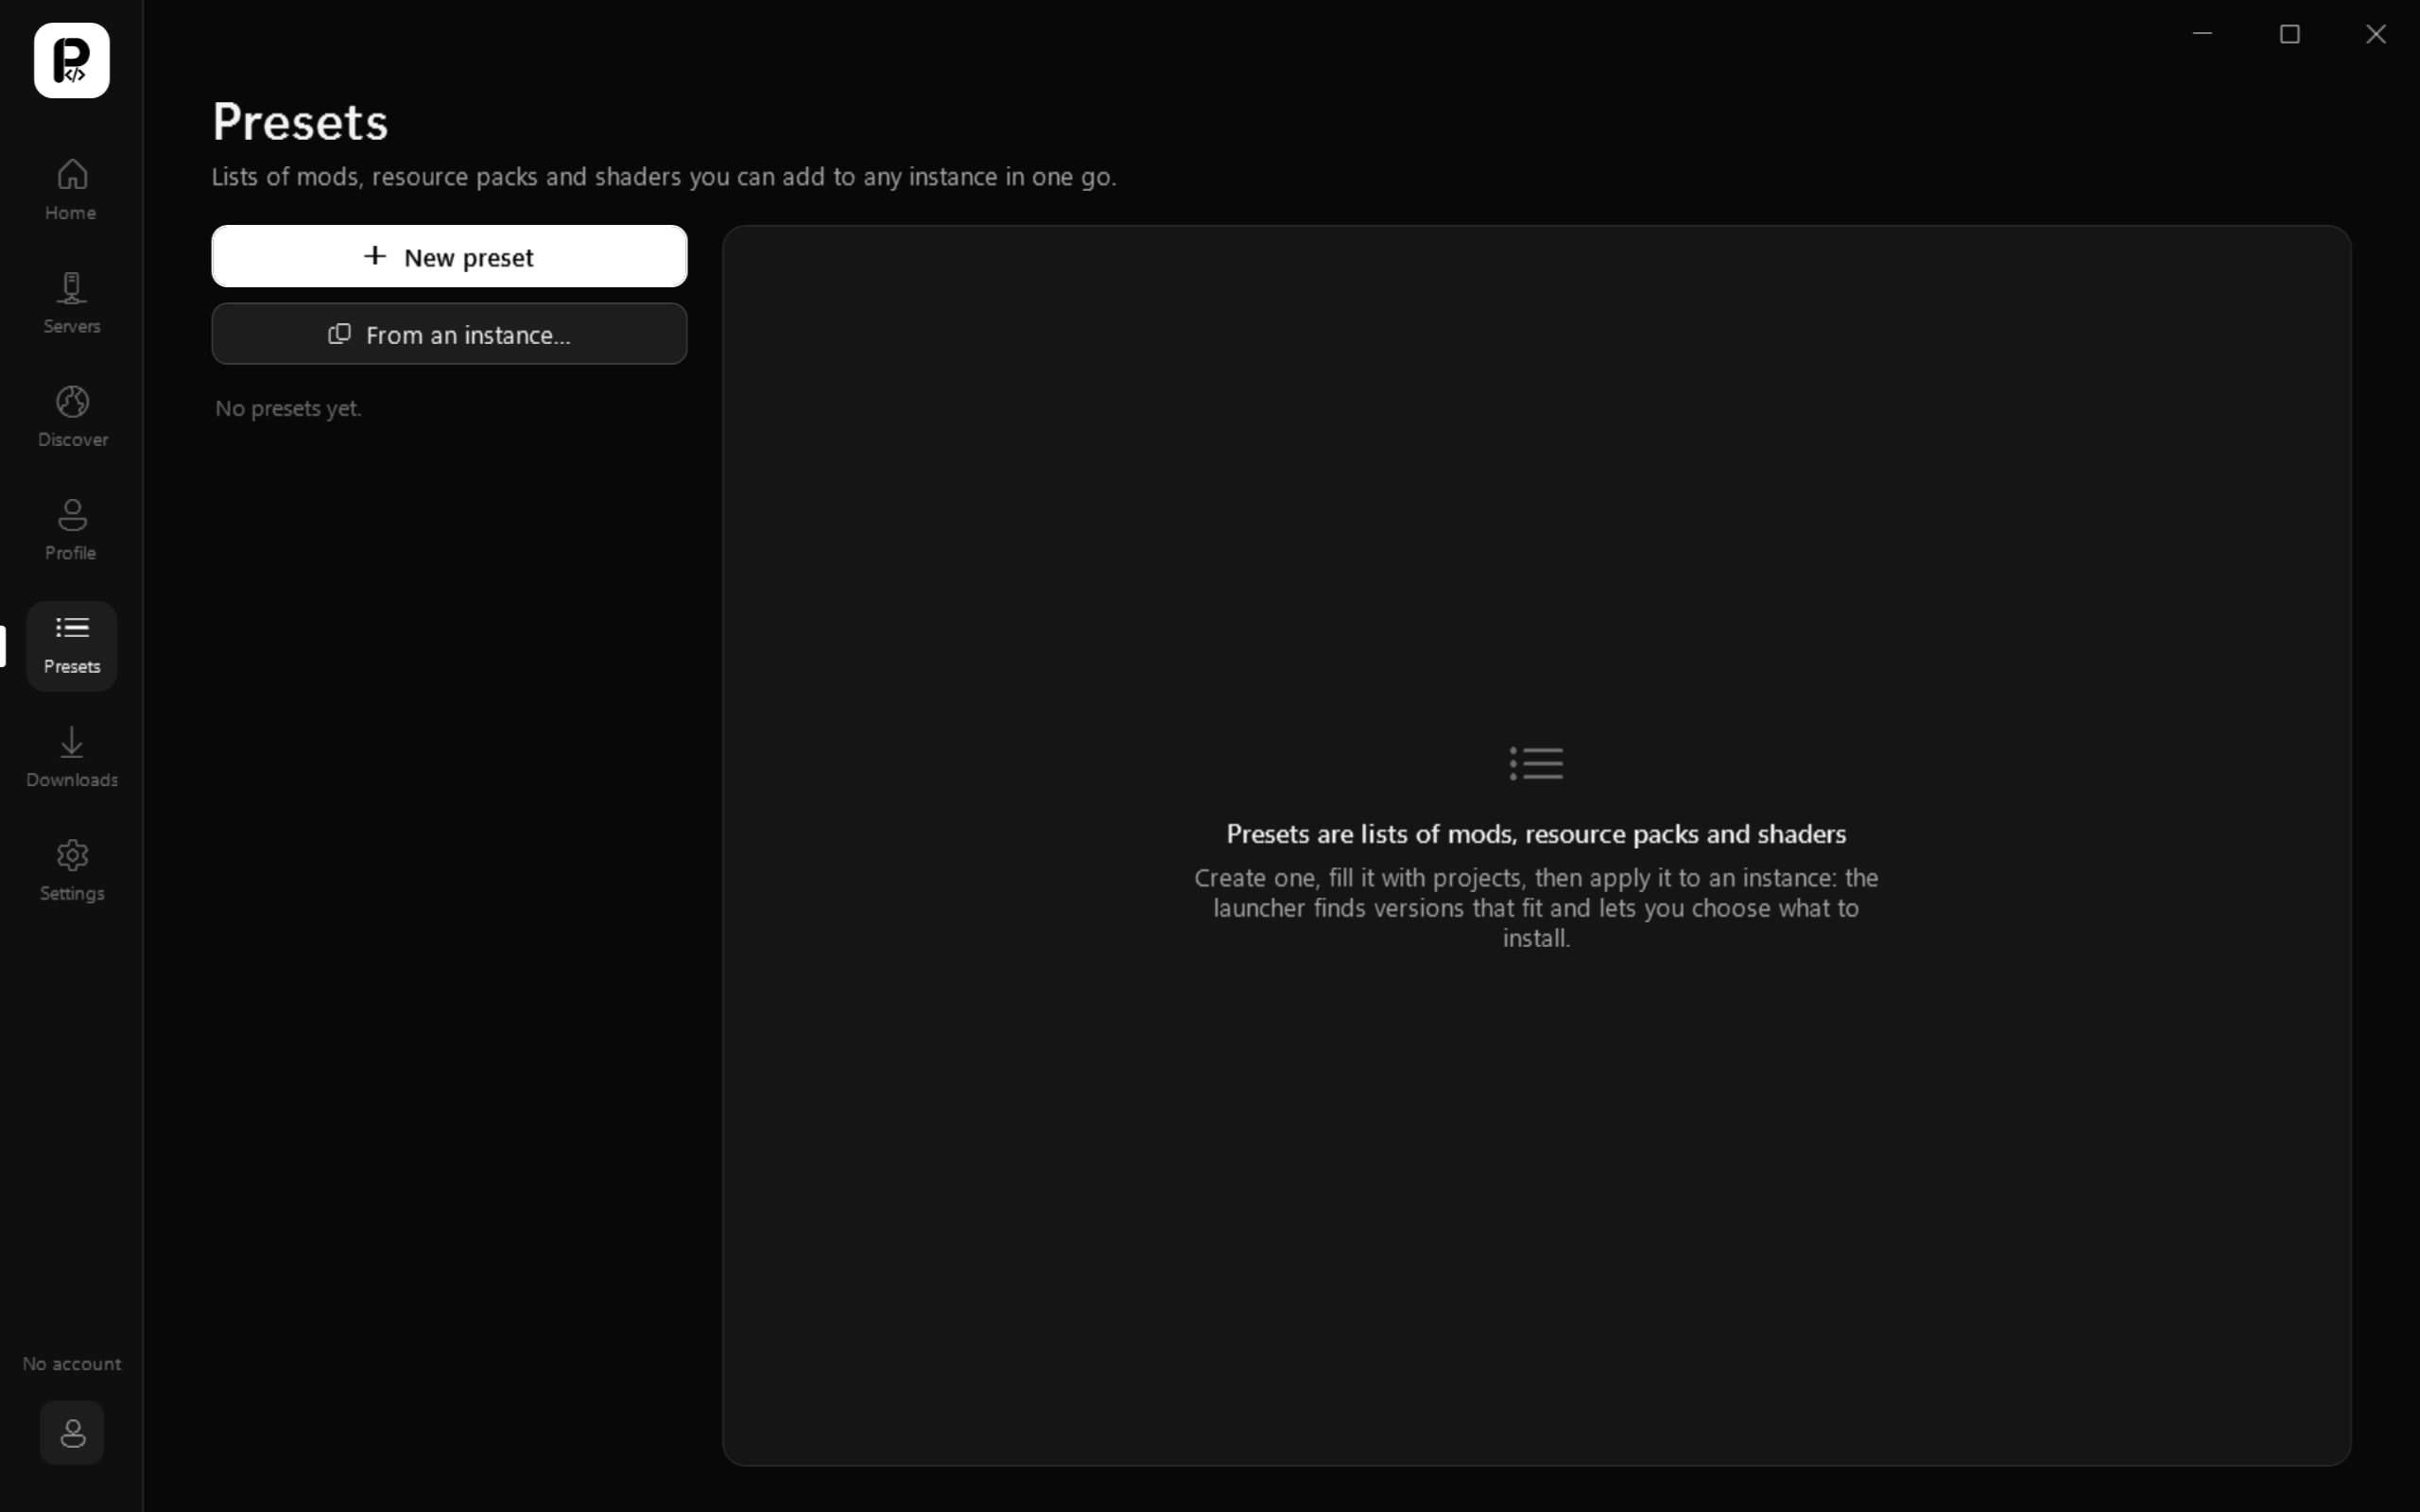 Presets
Lists of mods, resource packs and shaders you can add to any instance in one go.
Home
Servers
Discover
Profile
Presets
Downloads
Settings
No account
New preset
From an instance...
No presets yet.
Presets are lists of mods, resource packs and shaders
Create one, fill it with projects, then apply it to an instance: the
launcher finds versions that fit and lets you choose what to
install.